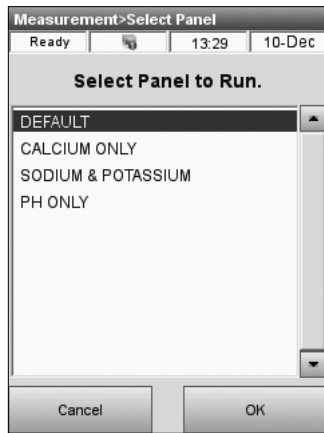 Measurement>Select Panel
Ready 13:29 10-Dec
Select Panel to Run.
DEFAULT
CALCIUM ONLY
SODIUM & POTASSIUM
PH ONLY
Cancel OK